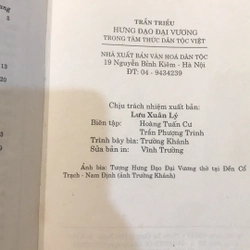 ang
TRẦN TRIỀU
HƯNG ĐẠO ĐẠI VƯƠNG
TRONG TÂM THỨC DÂN TỘC VIỆT
NHÀ XUẤT BẢN VĂN HOÁ DÂN TỘC
19 Nguyễn Bỉnh Kiêm - Hà Nội
ĐT: 04 - 9434239
Chịu trách nhiệm xuất bản:
Lưu Xuân Lý
Biên tập: Hoàng Tuấn Cư
Trần Phượng Trinh
Trình bày bìa: Trường Khánh
Sửa bản in: Vĩnh Trường
Ảnh bìa: Tượng Hưng Đạo Đại Vương thờ tại Đền Cố
Trạch - Nam Định (ảnh Trường Khánh)